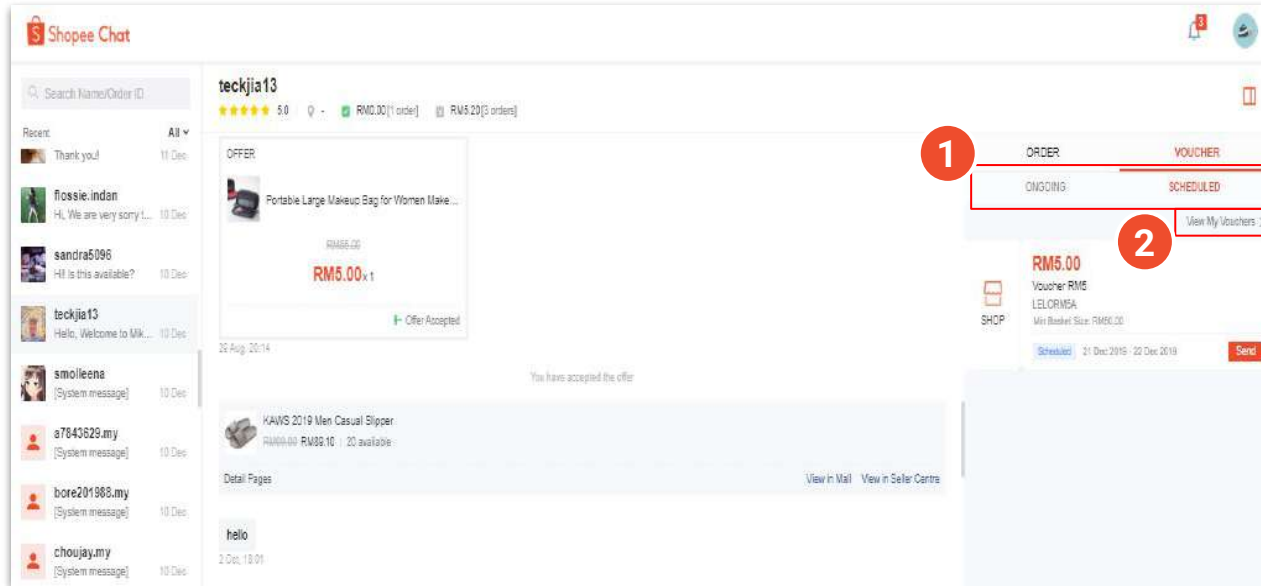 Shopee Chat
3
Search Name/Order ID
Recent
All
Thank you!
11 Dec
flossie.indan
Hi, We are very sorry t...
10 Dec
sandra5096
Hi! Is this available?
10 Dec
teckjia13
Hello, Welcome to Mik...
10 Dec
smolleena
[System message]
10 Dec
a7843629.my
[System message]
10 Dec
bore201988.my
[System message]
10 Dec
choujay.my
[System message]
10 Dec
teckjia13
5.0
-
RM0.00[1 order]
RM5.20[3 orders]
OFFER
Portable Large Makeup Bag for Women Make...
RM5.00 x 1
Offer Accepted
29 Aug, 20:14
You have accepted the offer
KAWS 2019 Men Casual Slipper
RM89.10 | 20 available
Detail Pages
View in Mall View in Seller Centre
hello
2 Oct, 18:01
1
ORDER
VOUCHER
ONGOING
SCHEDULED
View My Vouchers
2
SHOP
RM5.00
Voucher RM5
LELORM5A
Min Basket Size: RM50.00
Scheduled
21 Dec 2019 - 22 Dec 2019
Send